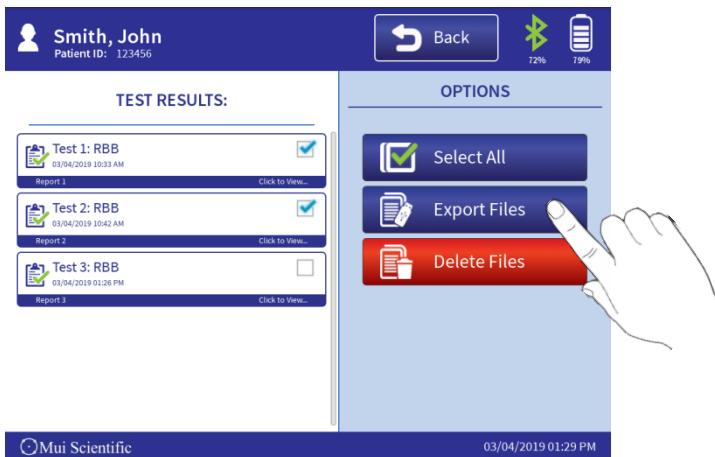 Smith, John
Patient ID: 123456
Back
72%
79%
TEST RESULTS:
Test 1: RBB
03/04/2019 10:33 AM
Report 1 Click to View...
Test 2: RBB
03/04/2019 10:42 AM
Report 2 Click to View...
Test 3: RBB
03/04/2019 01:26 PM
Report 3 Click to View...
OPTIONS
Select All
Export Files
Delete Files
Mui Scientific
03/04/2019 01:29 PM